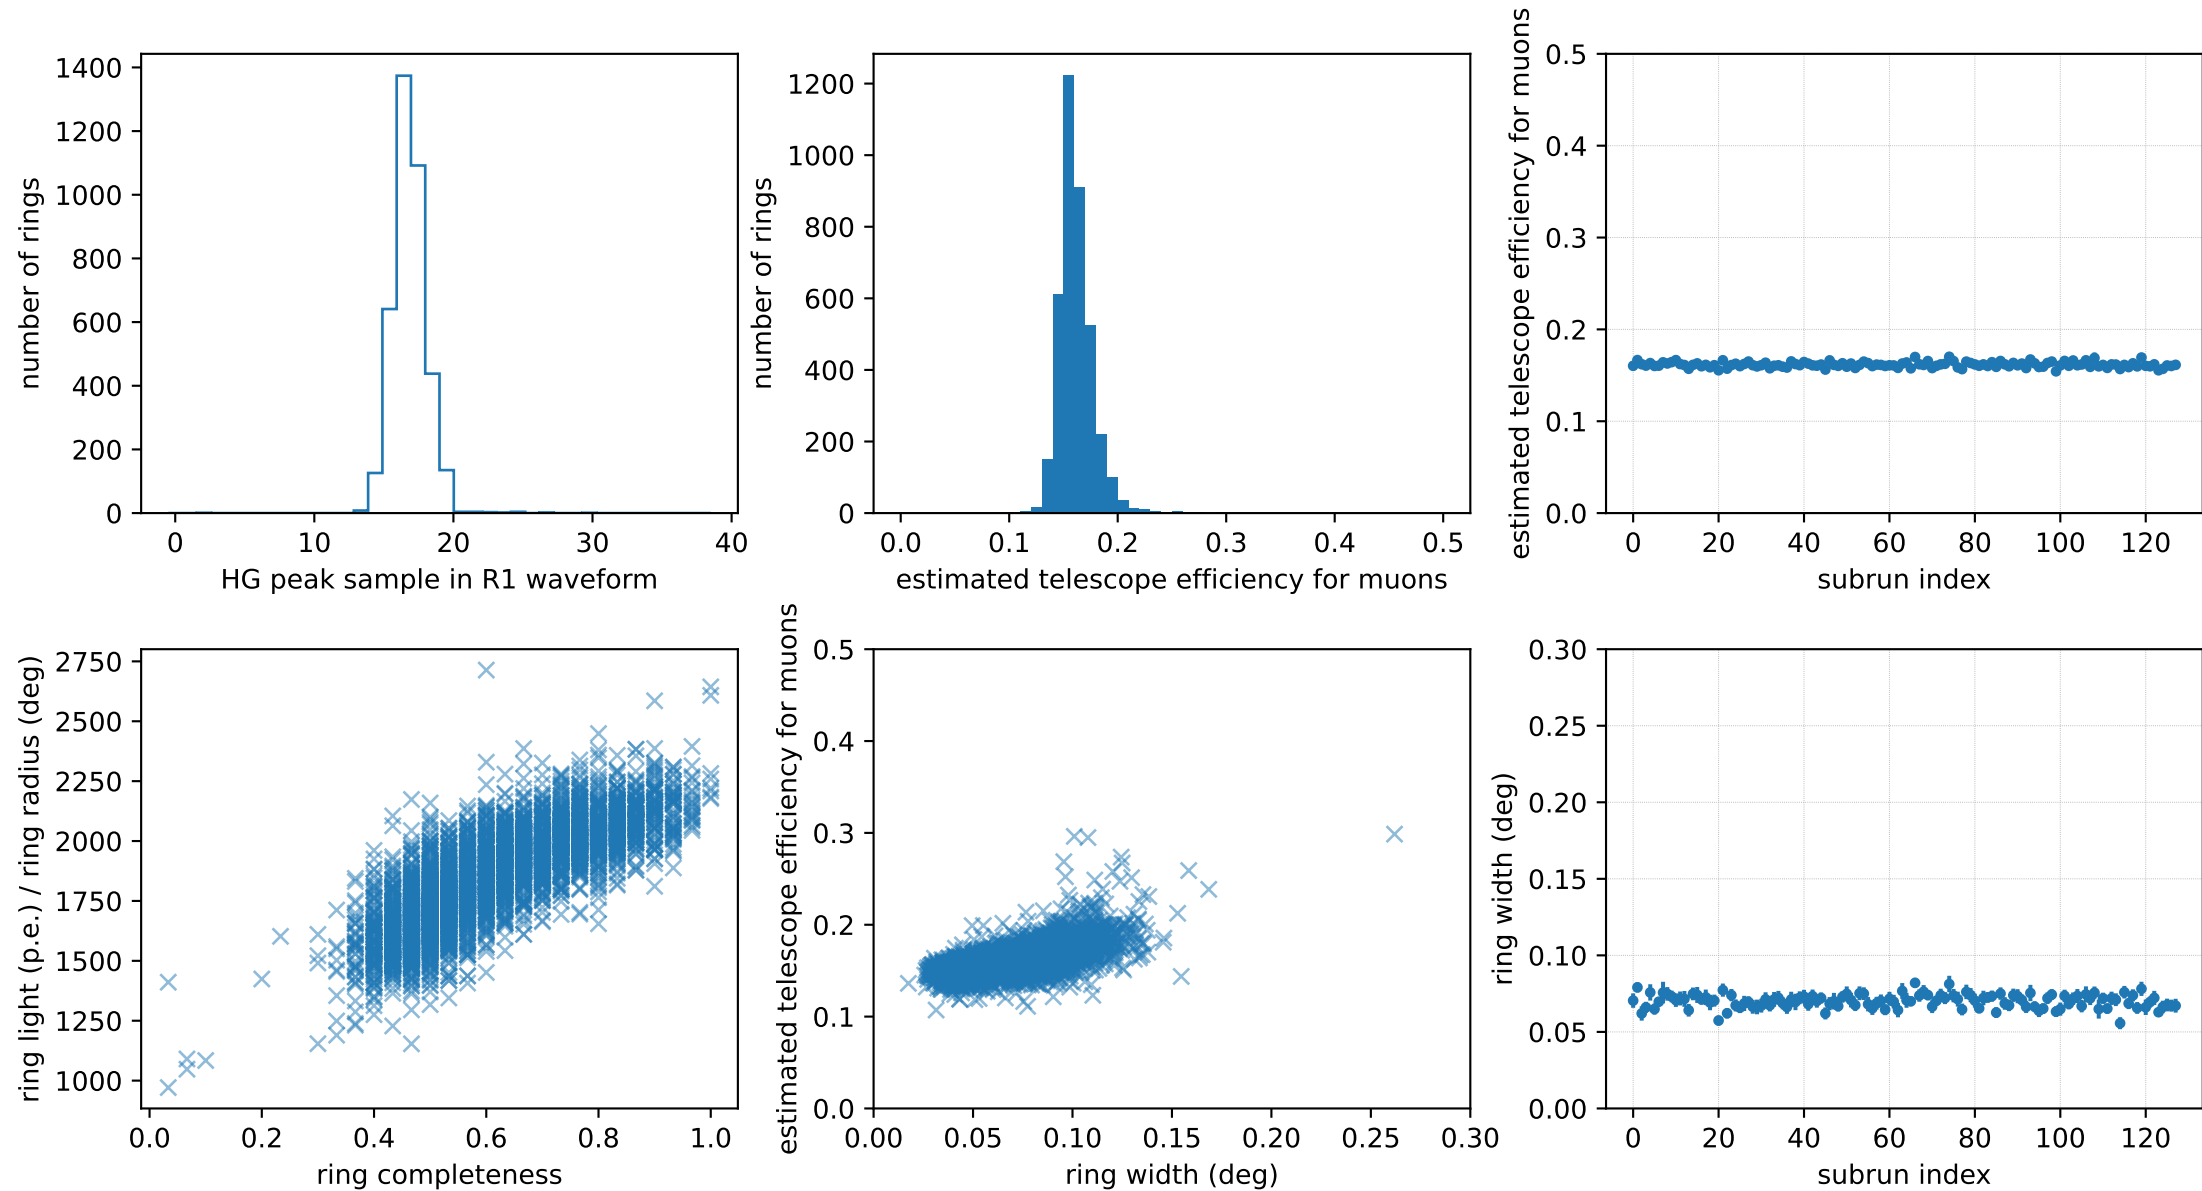 number of rings
1400
1200
1000
800
600
400
200
0
0 10 20 30 40
HG peak sample in R1 waveform
number of rings
1200
1000
800
600
400
200
0
0.0 0.1 0.2 0.3 0.4 0.5
estimated telescope efficiency for muons
estimated telescope efficiency for muons
0.5
0.4
0.3
0.2
0.1
0.0
0 20 40 60 80 100 120
subrun index
ring light (p.e.) / ring radius (deg)
2750
2500
2250
2000
1750
1500
1250
1000
0.0 0.2 0.4 0.6 0.8 1.0
ring completeness
estimated telescope efficiency for muons
0.5
0.4
0.3
0.2
0.1
0.0
0.00 0.05 0.10 0.15 0.20 0.25 0.30
ring width (deg)
ring width (deg)
0.30
0.25
0.20
0.15
0.10
0.05
0.00
0 20 40 60 80 100 120
subrun index